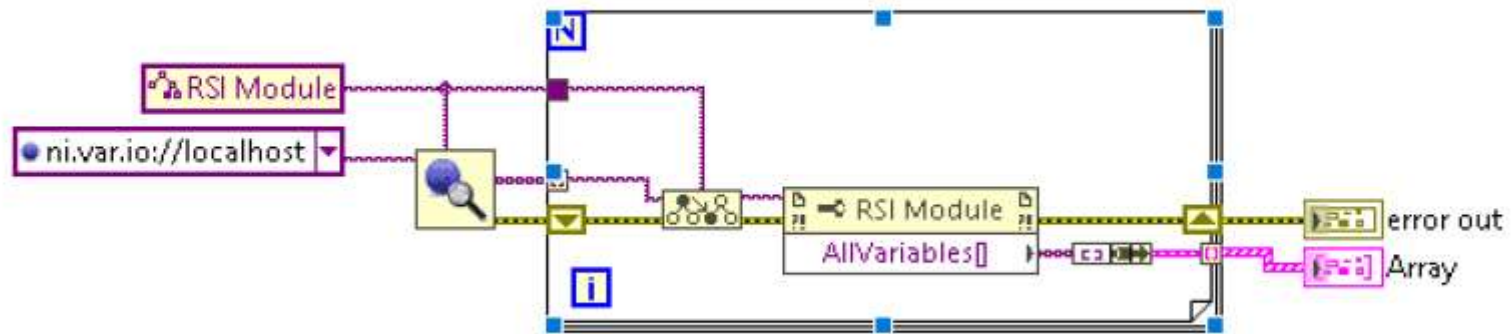 N
RSI Module
ni.var.io://localhost
RSI Module
AllVariables[]
i
error out
Array